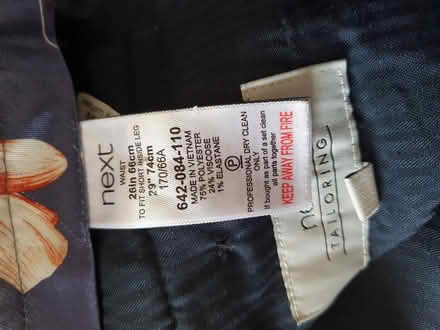 next
WAIST
26in 66cm
TO FIT SHORT INSIDE LEG
29" 74cm
170/66A
642-084-110
MADE IN VIETNAM
75% POLYESTER
24% VISCOSE
1% ELASTANE
P
PROFESSIONAL DRY CLEAN
ONLY
If bought as part of a set clean
all parts together
KEEP AWAY FROM FIRE
TAILORING